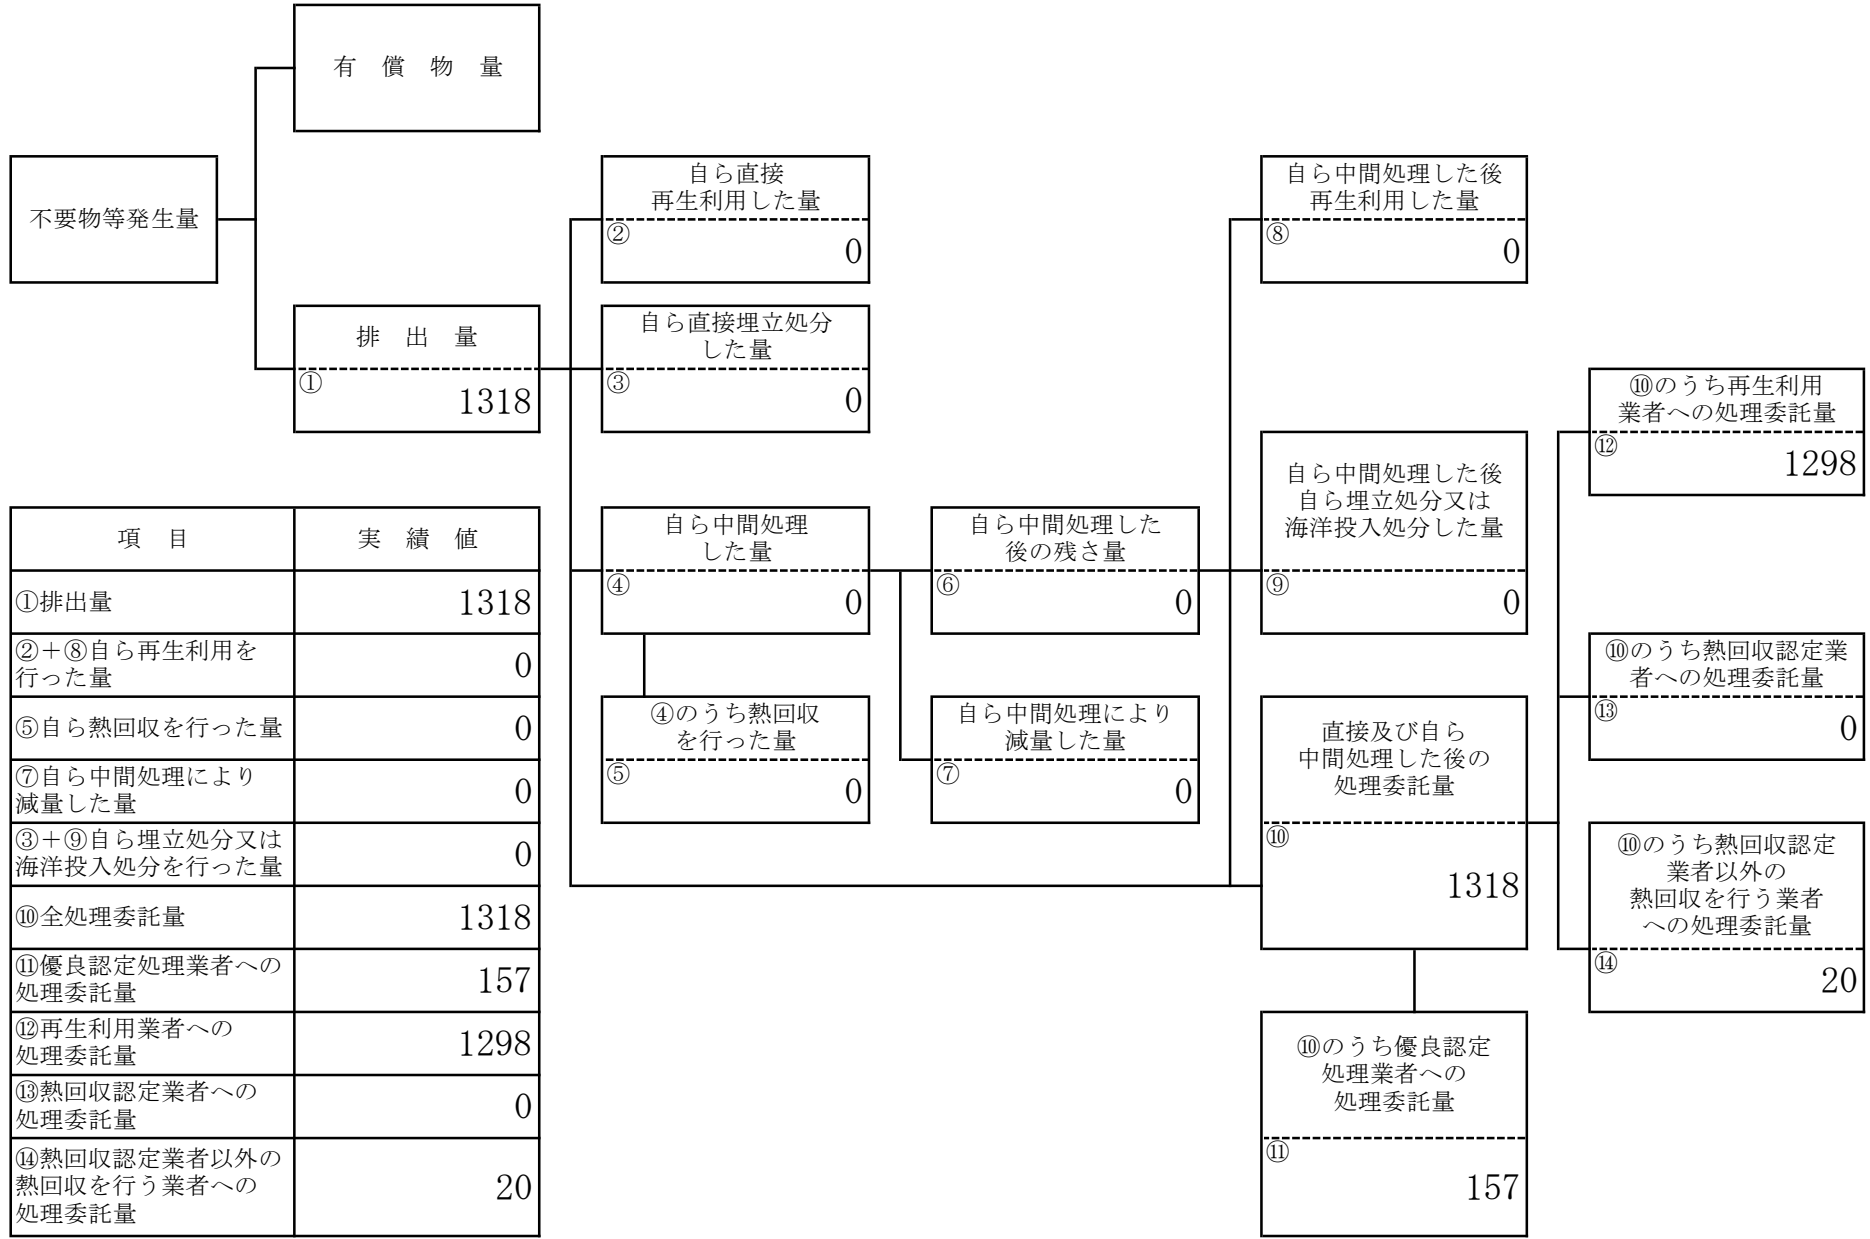 有　償　物　量
不要物等発生量
自ら直接
再生利用した量
②
0
自ら中間処理した後
再生利用した量
⑧
0
排　出　量
①
1318
自ら直接埋立処分
した量
③
0
⑩のうち再生利用
業者への処理委託量
⑫
1298
自ら中間処理した後
自ら埋立処分又は
海洋投入処分した量
⑨
0
自ら中間処理
した量
④
0
自ら中間処理した
後の残さ量
⑥
0
⑩のうち熱回収認定業
者への処理委託量
⑬
0
④のうち熱回収
を行った量
⑤
0
自ら中間処理により
減量した量
⑦
0
直接及び自ら
中間処理した後の
処理委託量
⑩
1318
⑩のうち熱回収認定
業者以外の
熱回収を行う業者
への処理委託量
⑭
20
⑩のうち優良認定
処理業者への
処理委託量
⑪
157
項　目　実　績　値
①排出量 1318
②＋⑧自ら再生利用を
行った量
0
⑤自ら熱回収を行った量 0
⑦自ら中間処理により
減量した量
0
③＋⑨自ら埋立処分又は
海洋投入処分を行った量
0
⑩全処理委託量 1318
⑪優良認定処理業者への
処理委託量
157
⑫再生利用業者への
処理委託量
1298
⑬熱回収認定業者への
処理委託量
0
⑭熱回収認定業者以外の
熱回収を行う業者への
処理委託量
20